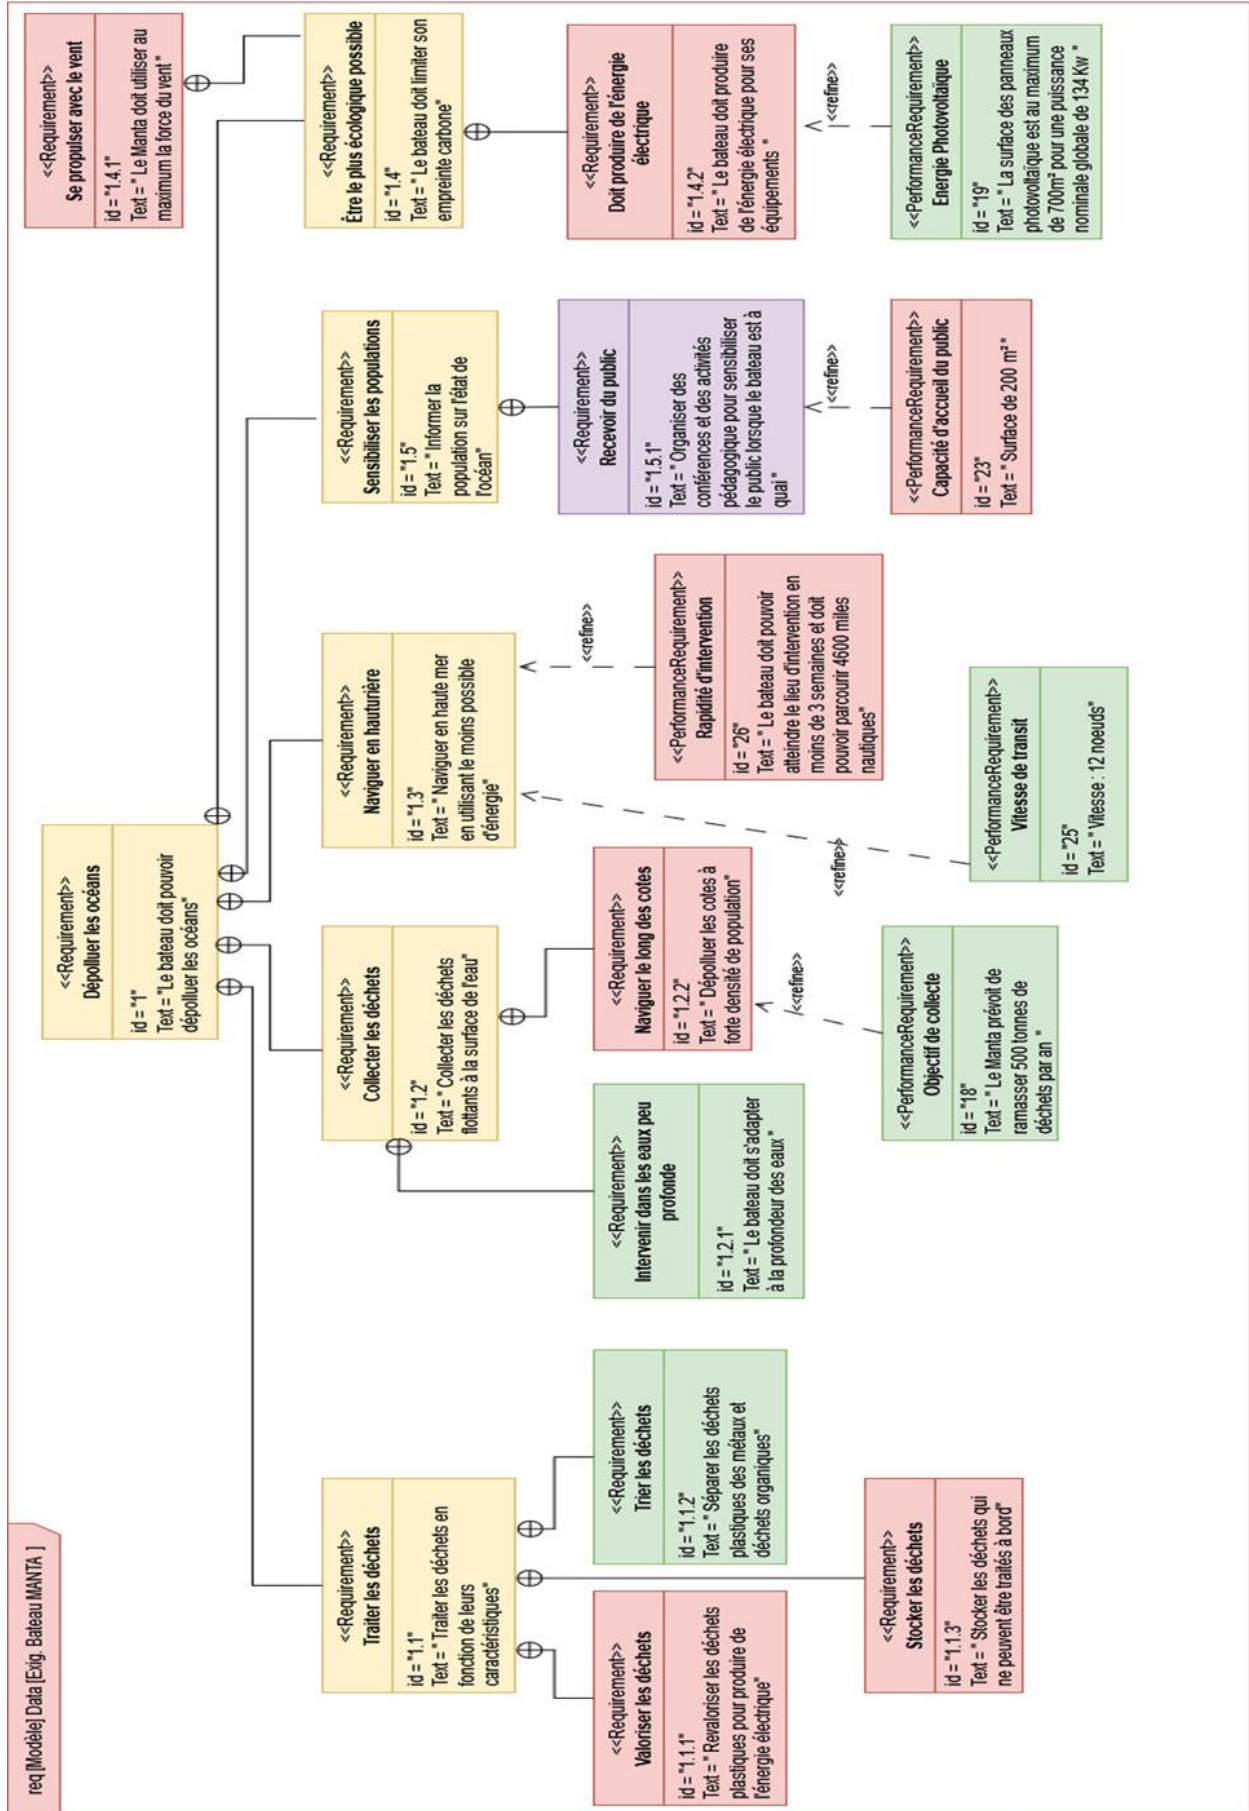 req [Modèle] Data [Exig. Bateau MANTA ]
<<Requirement>>
Dépolluer les océans
id = "1"
Text = "Le bateau doit pouvoir
dépolluer les océans"
<<Requirement>>
Se propulser avec le vent
id = "1.4.1"
Text = " Le Manta doit utiliser au
maximum la force du vent "
<<Requirement>>
Traiter les déchets
id = "1.1"
Text = " Traiter les déchets en
fonction de leurs
caractéristiques"
<<Requirement>>
Collecter les déchets
id = "1.2"
Text = " Collecter les déchets
flottants à la surface de l'eau"
<<Requirement>>
Naviguer en hauturière
id = "1.3"
Text = "Naviguer en haute mer
en utilisant le moins possible
d'énergie"
<<Requirement>>
Sensibiliser les populations
id = "1.5"
Text = " Informer la
population sur l'état de
l'océan"
<<Requirement>>
Être le plus écologique possible
id = "1.4"
Text = " Le bateau doit limiter son
empreinte carbone"
<<Requirement>>
Valoriser les déchets
id = "1.1.1"
Text = " Revaloriser les déchets
plastiques pour produire de
l'énergie électrique"
<<Requirement>>
Trier les déchets
id = "1.1.2"
Text = " Séparer les déchets
plastiques des métaux et
déchets organiques"
<<Requirement>>
Intervenir dans les eaux peu
profonde
id = "1.2.1"
Text = " Le bateau doit s'adapter
à la profondeur des eaux "
<<Requirement>>
Naviguer le long des cotes
id = "1.2.2"
Text = " Dépolluer les cotes à
forte densité de population"
<<refine>>
<<PerformanceRequirement>>
Rapidité d'intervention
id = "26"
Text = " Le bateau doit pouvoir
atteindre le lieu d'intervention en
moins de 3 semaines et doit
pouvoir parcourir 4600 miles
nautiques"
<<Requirement>>
Recevoir du public
id = "1.5.1"
Text = " Organiser des
conférences et des activités
pédagogique pour sensibiliser
le public lorsque le bateau est à
quai "
<<Requirement>>
Doit produire de l'énergie
électrique
id = "1.4.2"
Text = " Le bateau doit produire
de l'énergie électrique pour ses
équipements "
<<refine>>
<<refine>>
<<refine>>
<<refine>>
<<Requirement>>
Stocker les déchets
id = "1.1.3"
Text = " Stocker les déchets qui
ne peuvent être traités à bord"
<<PerformanceRequirement>>
Objectif de collecte
id = "18"
Text = " Le Manta prévoit de
ramasser 500 tonnes de
déchets par an "
<<PerformanceRequirement>>
Vitesse de transit
id = "25"
Text = " Vitesse : 12 noeuds"
<<PerformanceRequirement>>
Capacité d'accueil du public
id = "23"
Text = " Surface de 200 m² "
<<PerformanceRequirement>>
Energie Photovoltaïque
id = "19"
Text = " La surface des panneaux
photovoltaïque est au maximum
de 700m² pour une puissance
nominale globale de 134 Kw "